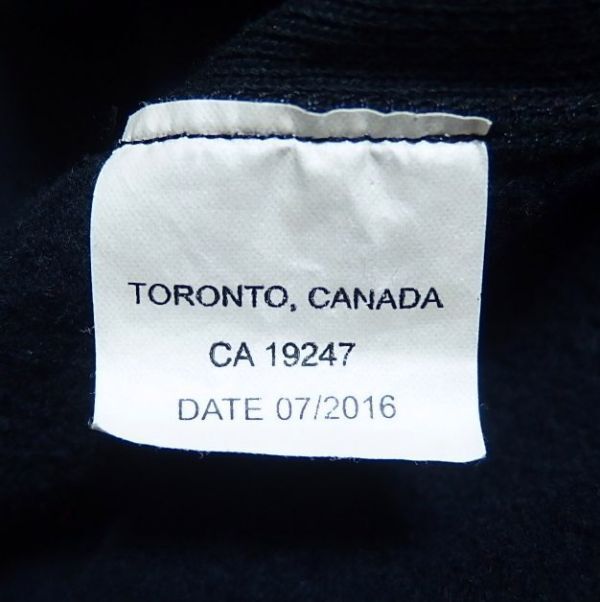 TORONTO, CANADA
CA 19247
DATE 07/2016